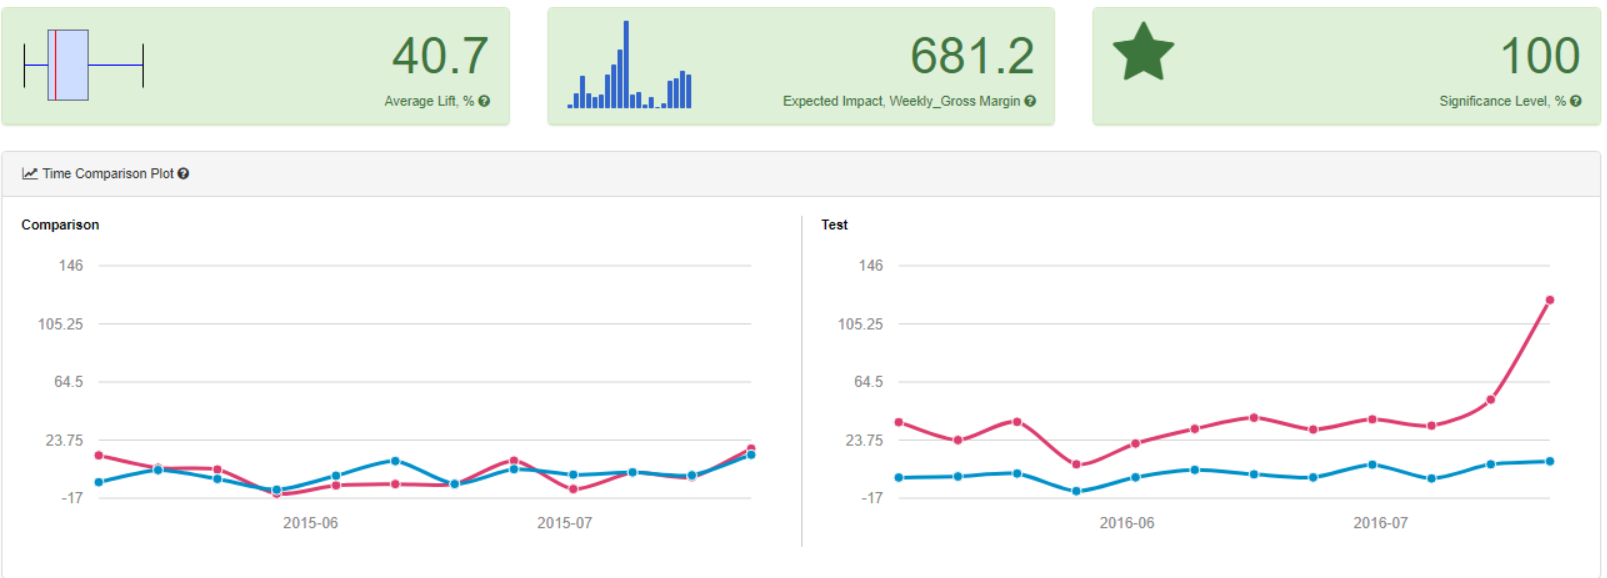 40.7
Average Lift, %
681.2
Expected Impact, Weekly_Gross Margin
100
Significance Level, %
Time Comparison Plot
Comparison
146
105.25
64.5
23.75
-17
2015-06
2015-07
Test
146
105.25
64.5
23.75
-17
2016-06
2016-07